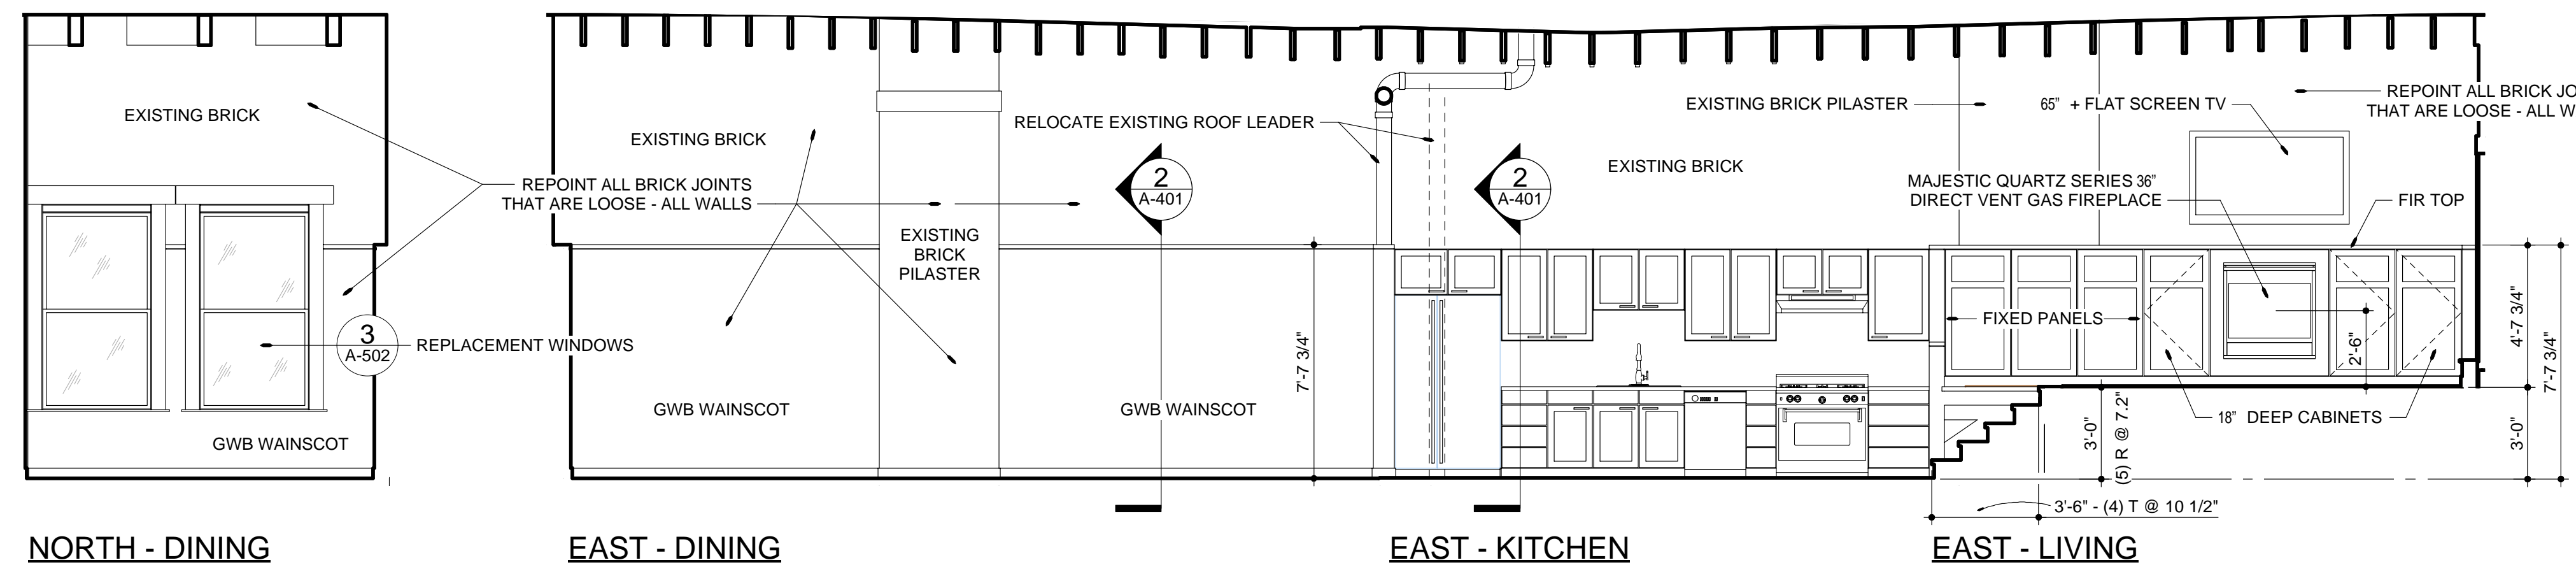 EXISTING BRICK
REPOINT ALL BRICK JOINTS
THAT ARE LOOSE - ALL WALLS
3
A-502
REPLACEMENT WINDOWS
GWB WAINSCOT
NORTH - DINING
EXISTING BRICK
EXISTING
BRICK
PILASTER
RELOCATE EXISTING ROOF LEADER
2
A-401
7'-7 3/4"
GWB WAINSCOT
GWB WAINSCOT
EAST - DINING
2
A-401
EXISTING BRICK
EAST - KITCHEN
EXISTING BRICK PILASTER
65" + FLAT SCREEN TV
REPOINT ALL BRICK JO
THAT ARE LOOSE - ALL W
MAJESTIC QUARTZ SERIES 36"
DIRECT VENT GAS FIREPLACE
FIR TOP
FIXED PANELS
2'-6"
4'-7 3/4"
7'-7 3/4"
18" DEEP CABINETS
3'-0"
(5) R @ 7.2"
3'-0"
3'-6" - (4) T @ 10 1/2"
EAST - LIVING